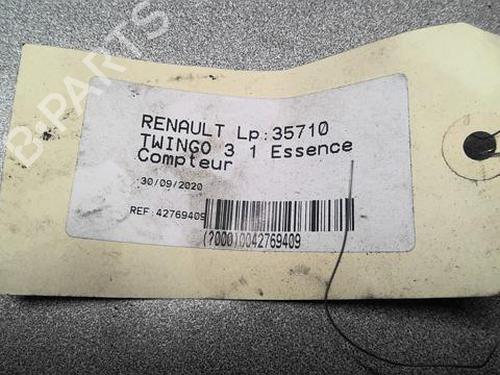 B-PARTS
RENAULT Lp:35710
TWINGO 3 1 Essence
Compteur
30/09/2020
REF:42769409
(?000)0042769409